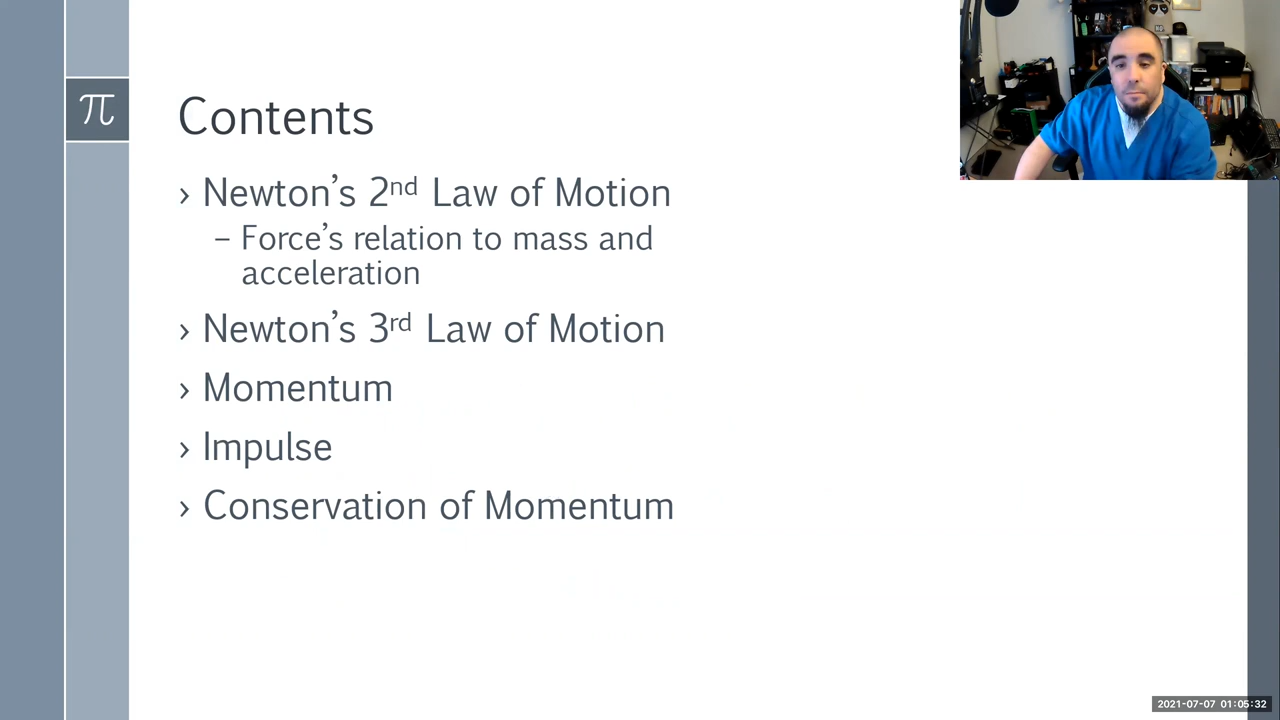 π
Contents
› Newton’s 2nd Law of Motion
– Force’s relation to mass and
acceleration
› Newton’s 3rd Law of Motion
› Momentum
› Impulse
› Conservation of Momentum
2021-07-07 01:05:32